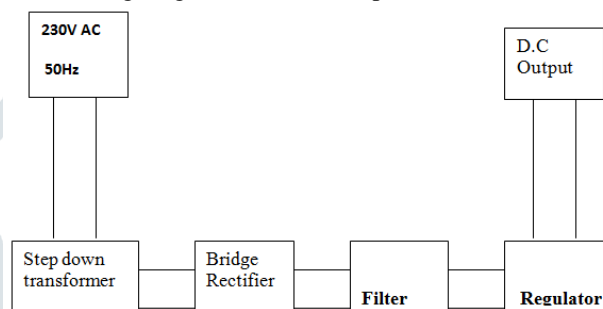 230V AC
50Hz
D.C
Output
Step down
transformer
Bridge
Rectifier
Filter
Regulator